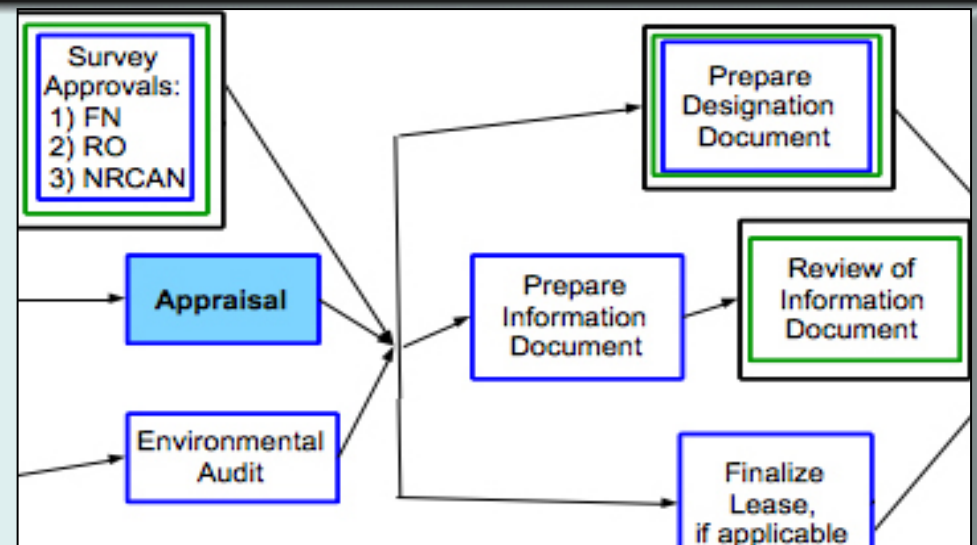 Survey
Approvals:
1) FN
2) RO
3) NRCAN
Appraisal
Environmental
Audit
Prepare
Designation
Document
Prepare
Information
Document
Review of
Information
Document
Finalize
Lease,
if applicable